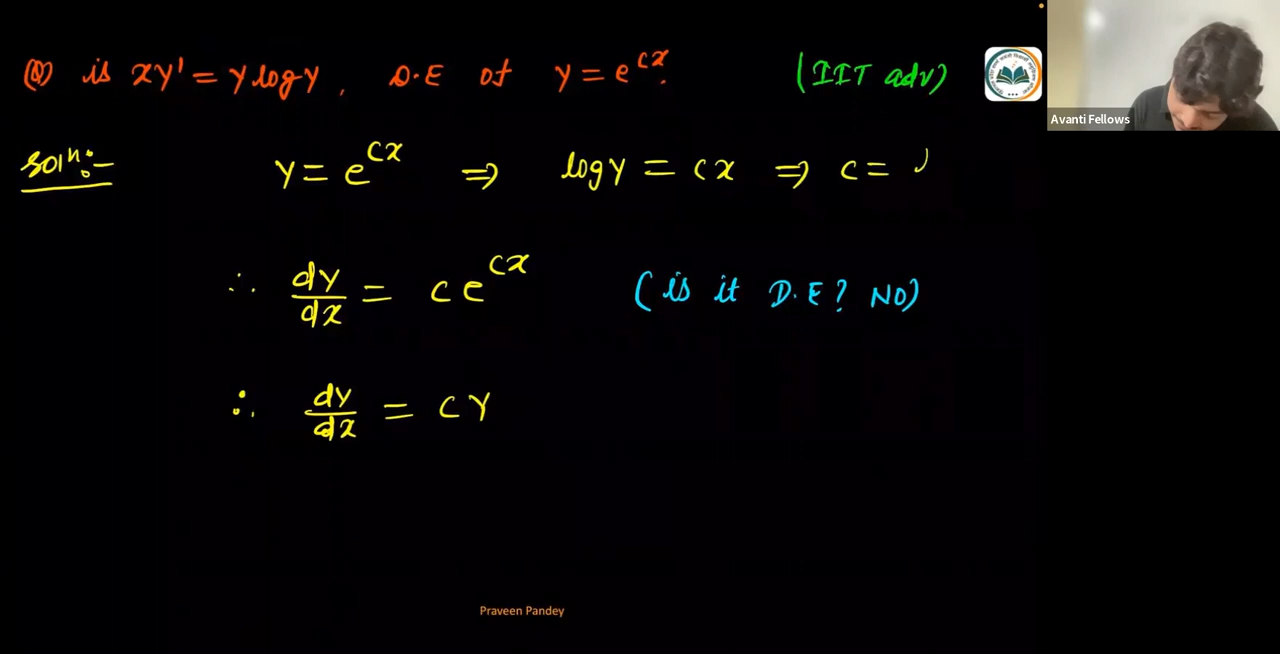 (Q) is xy' = y log y, D.E of y = e^{cx}? (IIT adv)
Avanti Fellows
Soln:- y = e^{cx} ⇒ log y = cx ⇒ c =
∴ dy/dx = c e^{cx} (is it D.E? NO)
∴ dy/dx = cy
Praveen Pandey